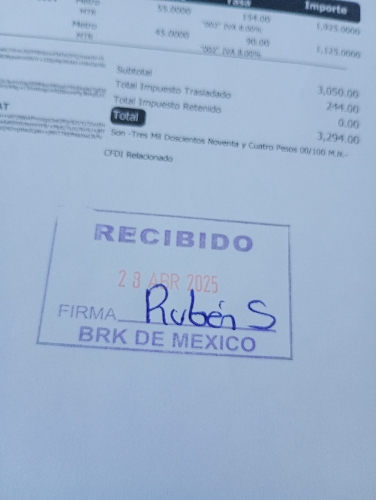 Tasa Importe
Metro 55.0000 154.00 1,925.0000
MTR "002" IVA 8.00%
Metro 45.0000 90.00 1,125.0000
MTR "002" IVA 8.00%
Subtotal 3,050.00
Total Impuesto Trasladado 244.00
Total Impuesto Retenido 0.00
Total 3,294.00
Son -Tres Mil Doscientos Noventa y Cuatro Pesos 00/100 M.N.-
CFDI Relacionado
RECIBIDO
23 ABR 2025
FIRMA Rubén S
BRK DE MEXICO